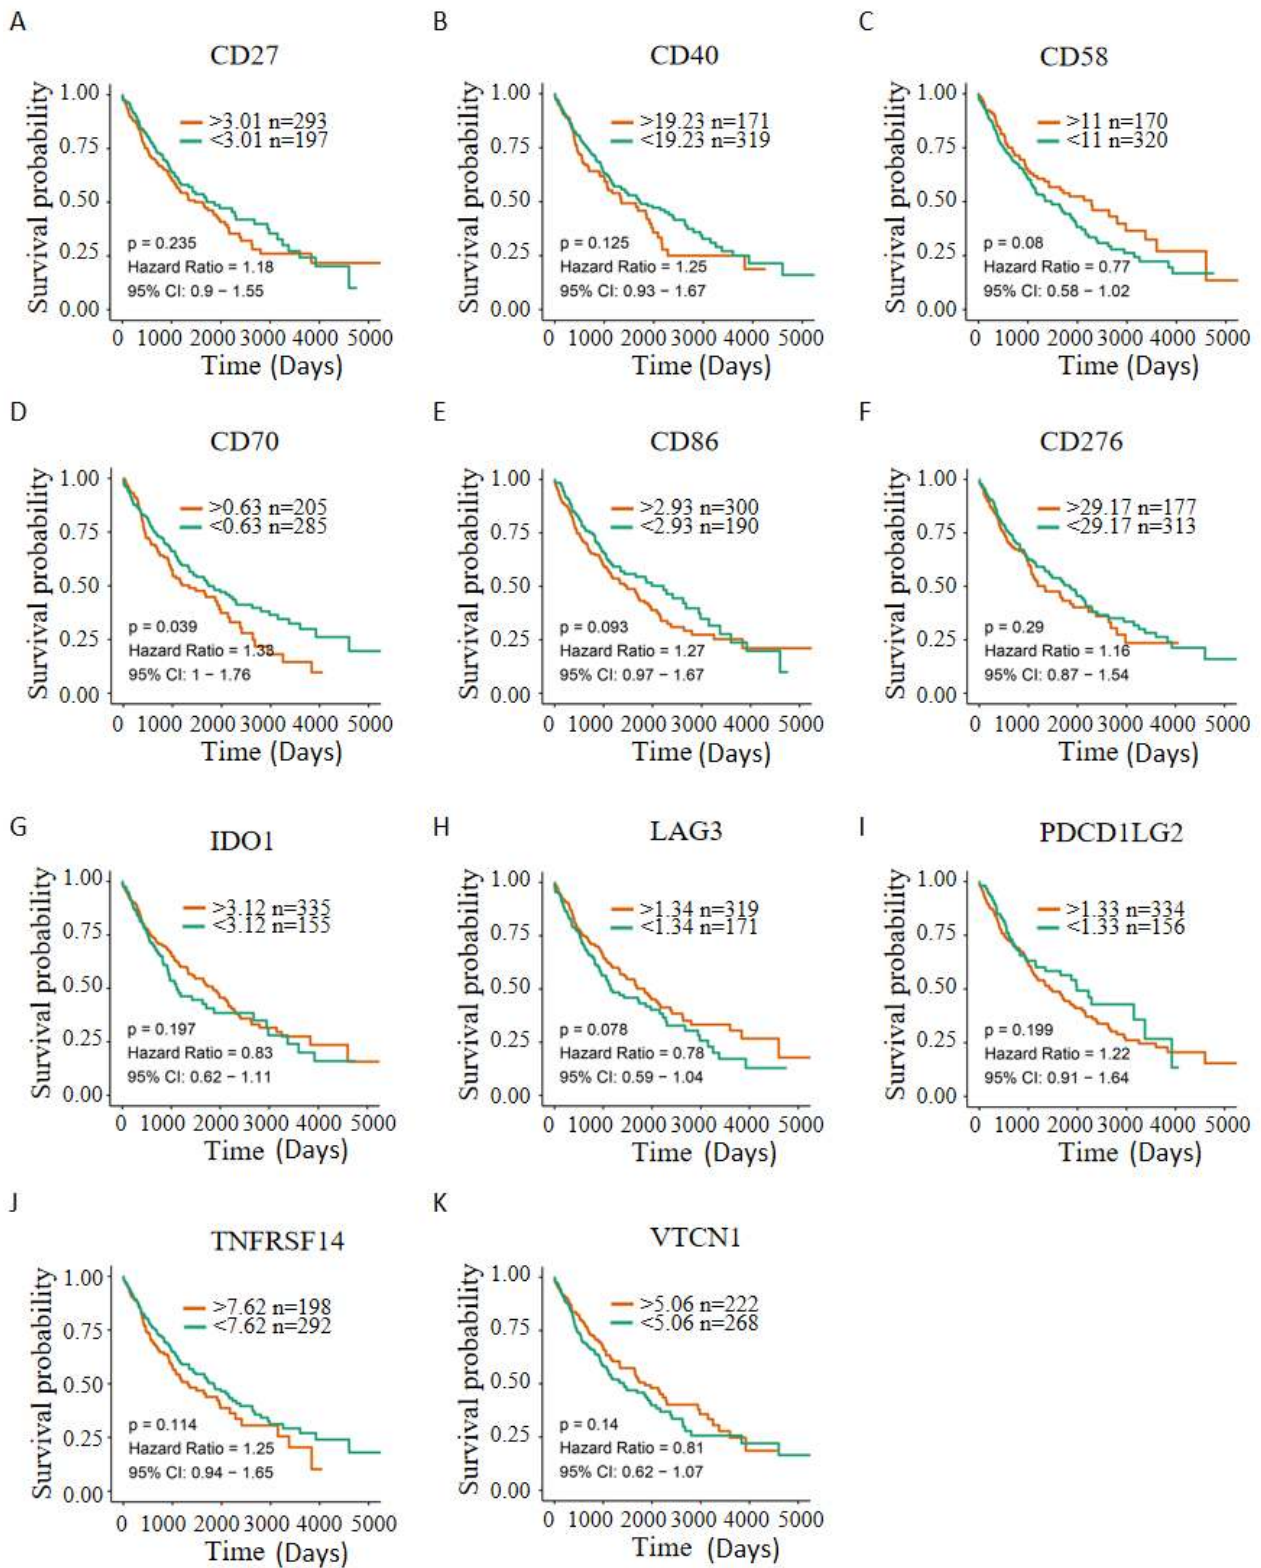 A
CD27
Survival probability
1.00
0.75
0.50
0.25
0.00
>3.01 n=293
<3.01 n=197
p = 0.235
Hazard Ratio = 1.18
95% CI: 0.9 − 1.55
0 1000 2000 3000 4000 5000
Time (Days)
B
CD40
Survival probability
1.00
0.75
0.50
0.25
0.00
>19.23 n=171
<19.23 n=319
p = 0.125
Hazard Ratio = 1.25
95% CI: 0.93 − 1.67
0 1000 2000 3000 4000 5000
Time (Days)
C
CD58
Survival probability
1.00
0.75
0.50
0.25
0.00
>11 n=170
<11 n=320
p = 0.08
Hazard Ratio = 0.77
95% CI: 0.58 − 1.02
0 1000 2000 3000 4000 5000
Time (Days)
D
CD70
Survival probability
1.00
0.75
0.50
0.25
0.00
>0.63 n=205
<0.63 n=285
p = 0.039
Hazard Ratio = 1.33
95% CI: 1 − 1.76
0 1000 2000 3000 4000 5000
Time (Days)
E
CD86
Survival probability
1.00
0.75
0.50
0.25
0.00
>2.93 n=300
<2.93 n=190
p = 0.093
Hazard Ratio = 1.27
95% CI: 0.97 − 1.67
0 1000 2000 3000 4000 5000
Time (Days)
F
CD276
Survival probability
1.00
0.75
0.50
0.25
0.00
>29.17 n=177
<29.17 n=313
p = 0.29
Hazard Ratio = 1.16
95% CI: 0.87 − 1.54
0 1000 2000 3000 4000 5000
Time (Days)
G
IDO1
Survival probability
1.00
0.75
0.50
0.25
0.00
>3.12 n=335
<3.12 n=155
p = 0.197
Hazard Ratio = 0.83
95% CI: 0.62 − 1.11
0 1000 2000 3000 4000 5000
Time (Days)
H
LAG3
Survival probability
1.00
0.75
0.50
0.25
0.00
>1.34 n=319
<1.34 n=171
p = 0.078
Hazard Ratio = 0.78
95% CI: 0.59 − 1.04
0 1000 2000 3000 4000 5000
Time (Days)
I
PDCD1LG2
Survival probability
1.00
0.75
0.50
0.25
0.00
>1.33 n=334
<1.33 n=156
p = 0.199
Hazard Ratio = 1.22
95% CI: 0.91 − 1.64
0 1000 2000 3000 4000 5000
Time (Days)
J
TNFRSF14
Survival probability
1.00
0.75
0.50
0.25
0.00
>7.62 n=198
<7.62 n=292
p = 0.114
Hazard Ratio = 1.25
95% CI: 0.94 − 1.65
0 1000 2000 3000 4000 5000
Time (Days)
K
VTCN1
Survival probability
1.00
0.75
0.50
0.25
0.00
>5.06 n=222
<5.06 n=268
p = 0.14
Hazard Ratio = 0.81
95% CI: 0.62 − 1.07
0 1000 2000 3000 4000 5000
Time (Days)